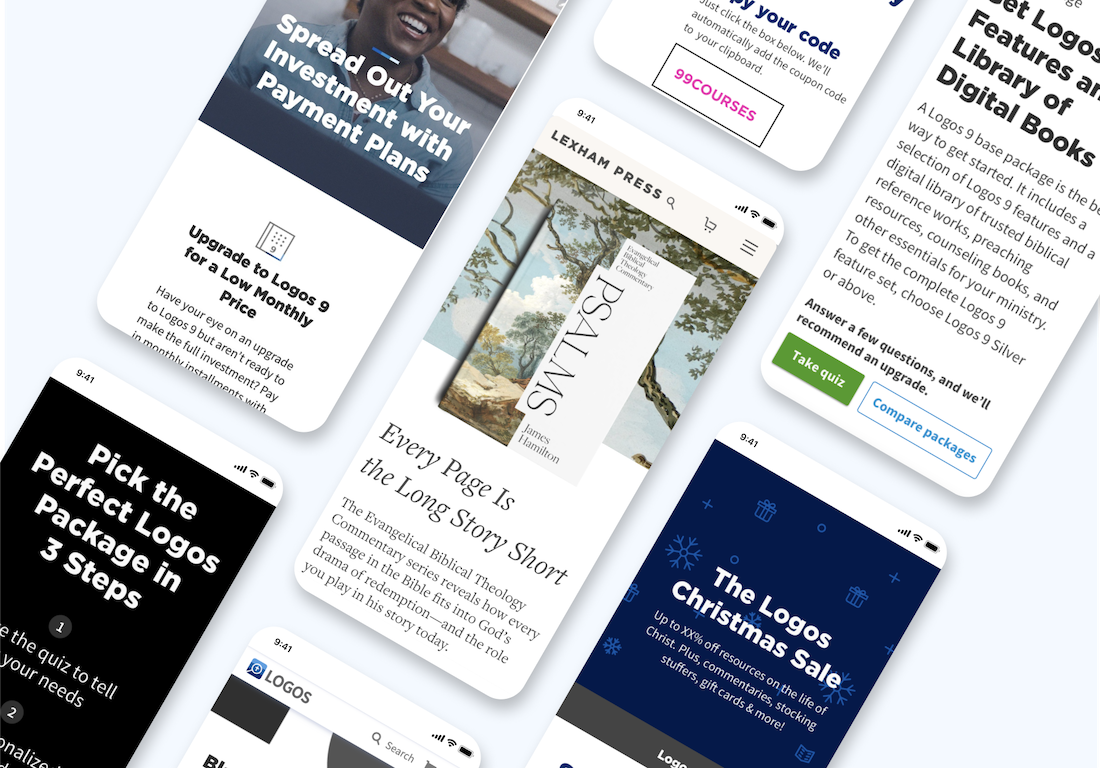 Spread Out Your
Investment with
Payment Plans
9
Upgrade to Logos 9
for a Low Monthly
Price
Have your eye on an upgrade
to Logos 9 but aren't ready to
make the full investment? Pay
in monthly installments with
your code
Just click the box below. We'll
automatically add the coupon code
to your clipboard.
99COURSES
Get Logos
Features an
Library of
Digital Books
A Logos 9 base package is the be
way to get started. It includes a
selection of Logos 9 features and a
digital library of trusted biblical
reference works, preaching
resources, counseling books, and
other essentials for your ministry.
To get the complete Logos 9
feature set, choose Logos 9 Silver
or above.
Answer a few questions, and we'll
recommend an upgrade.
Take quiz
Compare packages
9:41
LEXHAM PRESS
Evangelical
Biblical
Theology
Commentary
PSALMS
James
Hamilton
Every Page Is
the Long Story Short
The Evangelical Biblical Theology
Commentary series reveals how every
passage in the Bible fits into God's
drama of redemption—and the role
you play in his story today.
9:41
Pick the
Perfect Logos
Package in
3 Steps
1
the quiz to tell
your needs
2
9:41
LOGOS
Search
9:41
The Logos
Christmas Sale
Up to XX% off resources on the life of
Christ. Plus, commentaries, stocking
stuffers, gift cards & more!
Logo